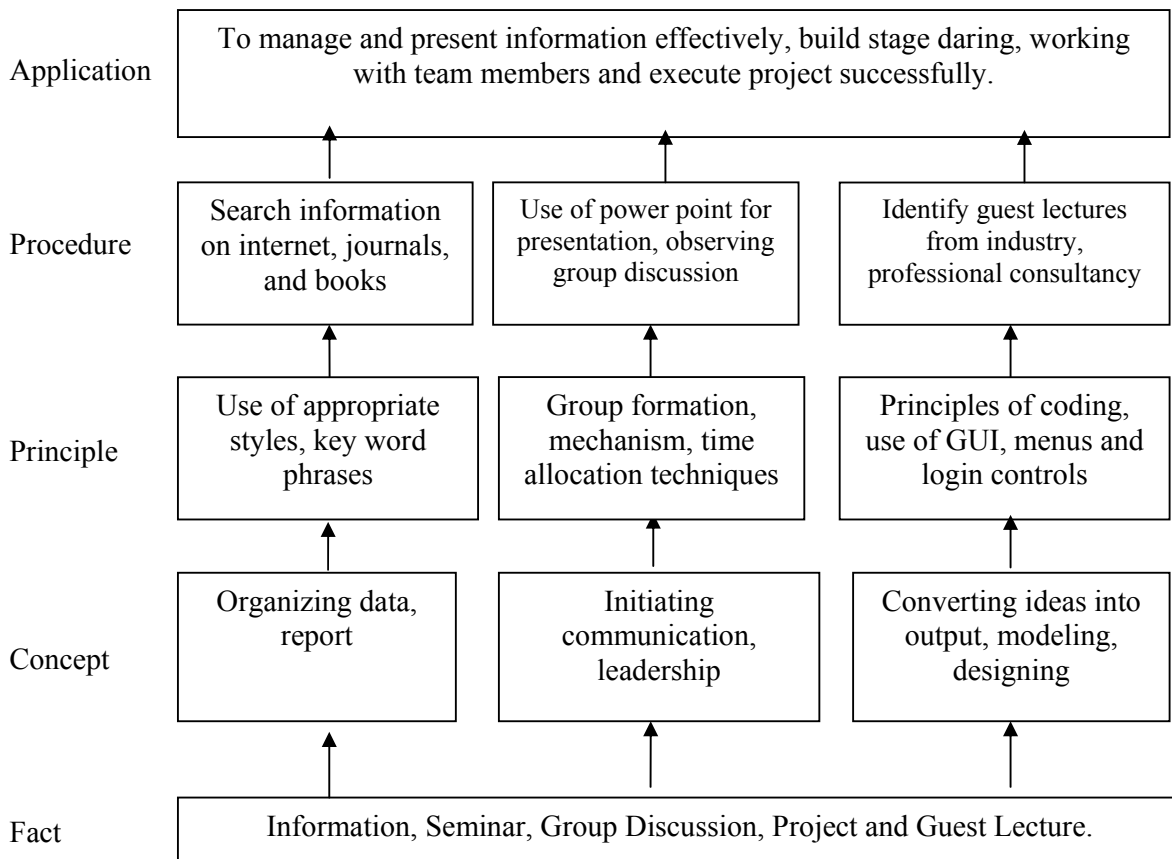 Application
To manage and present information effectively, build stage daring, working
with team members and execute project successfully.
Procedure
Search information
on internet, journals,
and books
Use of power point for
presentation, observing
group discussion
Identify guest lectures
from industry,
professional consultancy
Principle
Use of appropriate
styles, key word
phrases
Group formation,
mechanism, time
allocation techniques
Principles of coding,
use of GUI, menus and
login controls
Concept
Organizing data,
report
Initiating
communication,
leadership
Converting ideas into
output, modeling,
designing
Fact
Information, Seminar, Group Discussion, Project and Guest Lecture.